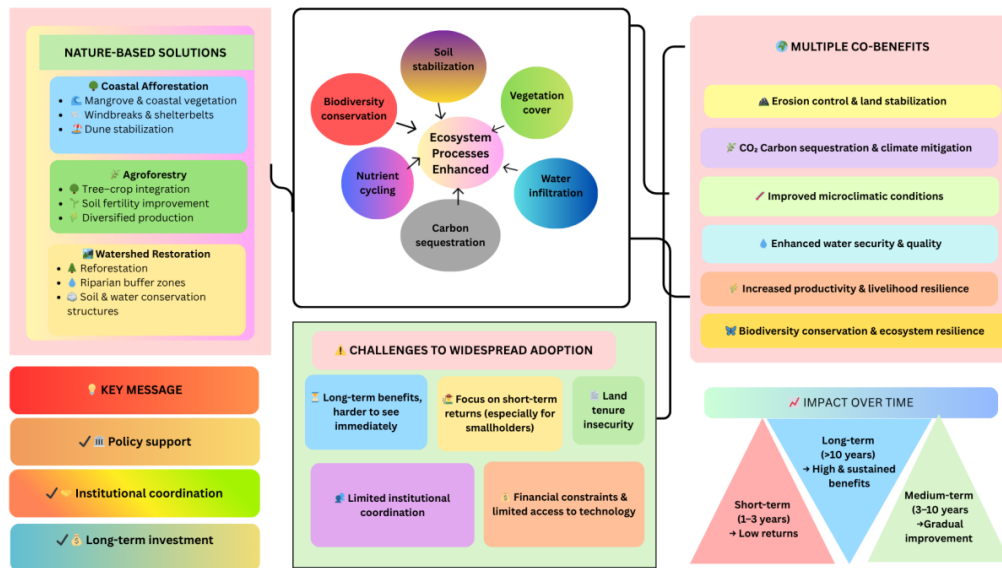 NATURE-BASED SOLUTIONS
Coastal Afforestation
Mangrove & coastal vegetation
Windbreaks & shelterbelts
Dune stabilization
Agroforestry
Tree–crop integration
Soil fertility improvement
Diversified production
Watershed Restoration
Reforestation
Riparian buffer zones
Soil & water conservation
structures
Soil
stabilization
Biodiversity
conservation
Vegetation
cover
Ecosystem
Processes
Enhanced
Nutrient
cycling
Water
infiltration
Carbon
sequestration
MULTIPLE CO-BENEFITS
Erosion control & land stabilization
CO₂ Carbon sequestration & climate mitigation
Improved microclimatic conditions
Enhanced water security & quality
Increased productivity & livelihood resilience
Biodiversity conservation & ecosystem resilience
KEY MESSAGE
✓ Policy support
✓ Institutional coordination
✓ Long-term investment
CHALLENGES TO WIDESPREAD ADOPTION
Long-term benefits,
harder to see
immediately
Focus on short-term
returns (especially for
smallholders)
Land
tenure
insecurity
Limited institutional
coordination
Financial constraints &
limited access to technology
IMPACT OVER TIME
Short-term
(1–3 years)
→ Low returns
Long-term
(>10 years)
→ High & sustained
benefits
Medium-term
(3–10 years
→Gradual
improvement